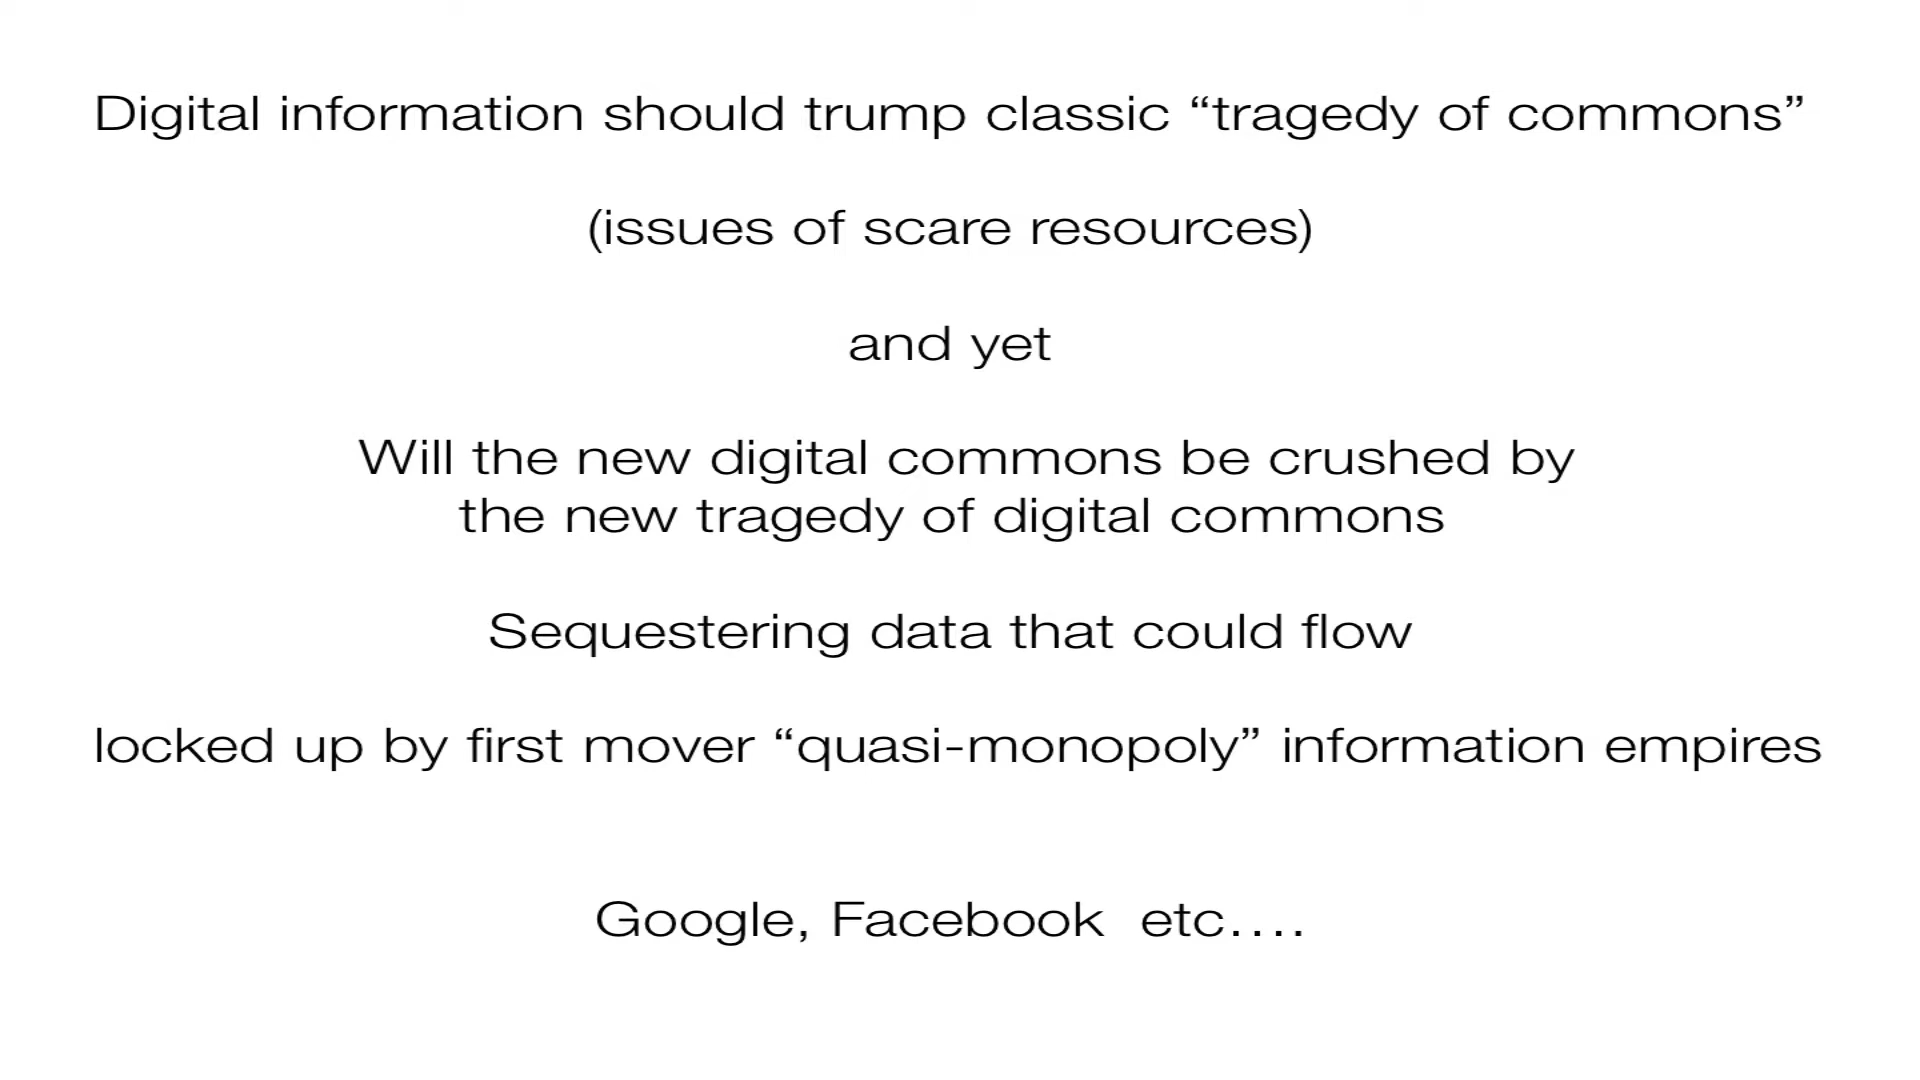 Digital information should trump classic “tragedy of commons”
(issues of scare resources)
and yet
Will the new digital commons be crushed by
the new tragedy of digital commons
Sequestering data that could flow
locked up by first mover “quasi-monopoly” information empires
Google, Facebook  etc….